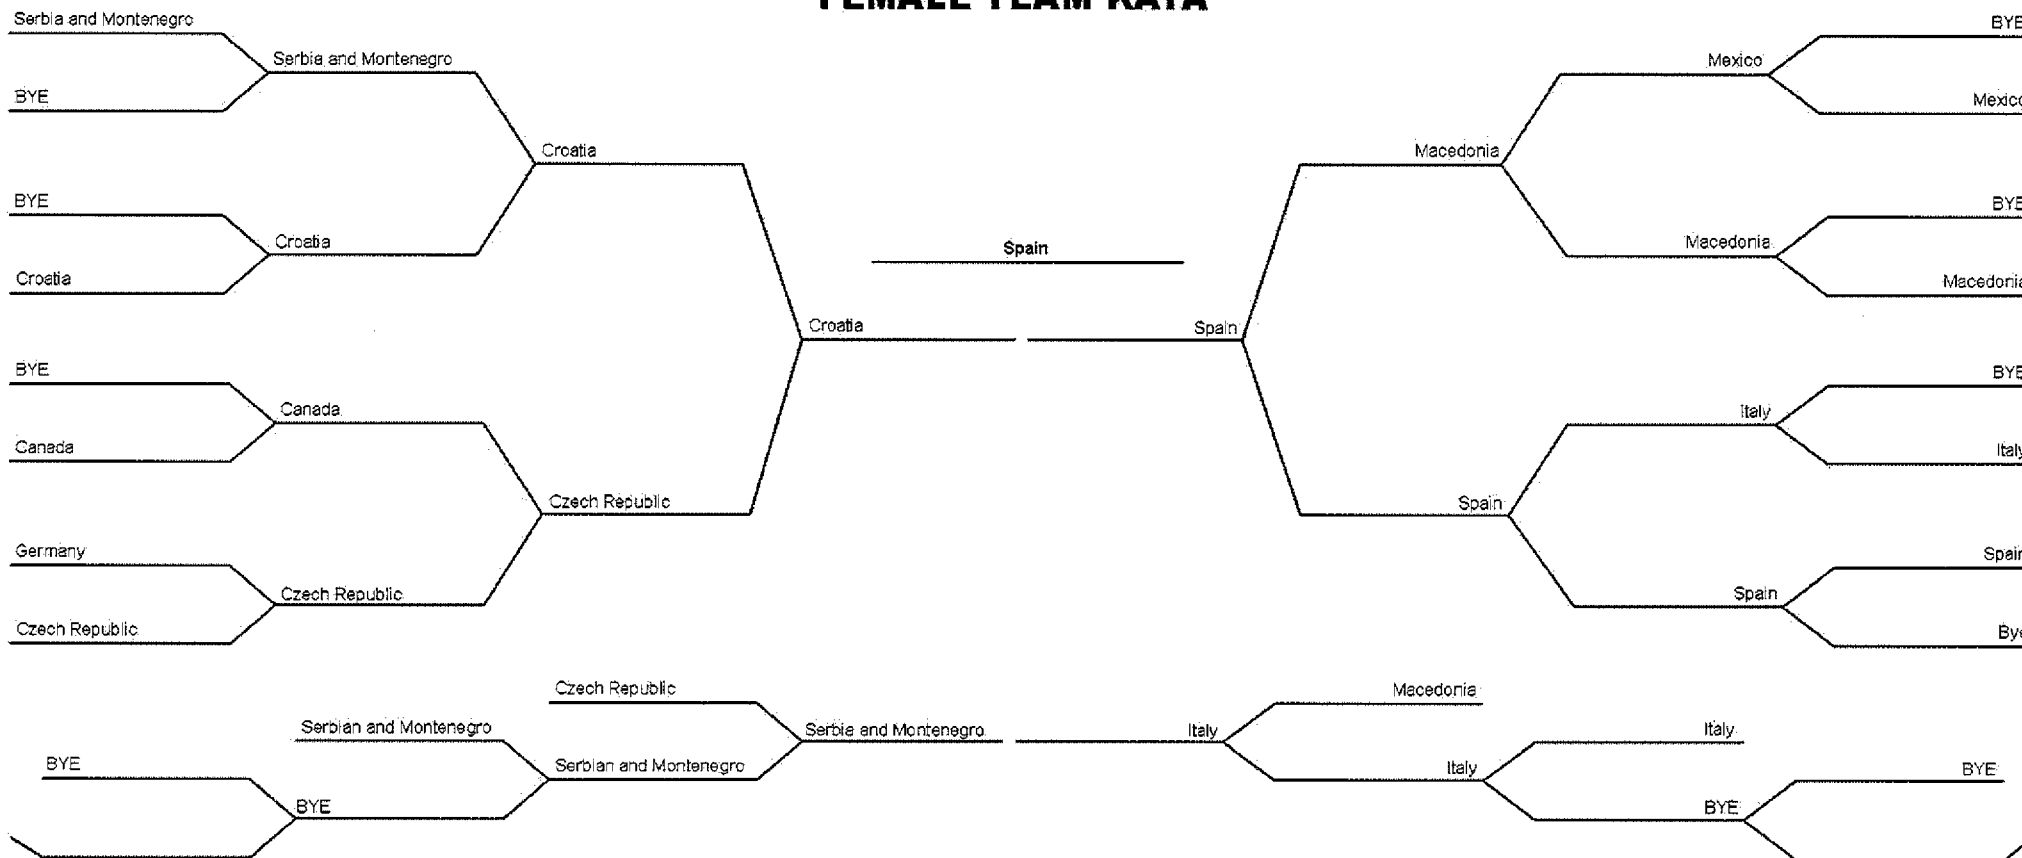 FEMALE TEAM KATA
Serbia and Montenegro
BYE
Serbia and Montenegro
Mexico
BYE
Mexico
Croatia
Macedonia
BYE
Croatia
Croatia
Spain
BYE
Macedonia
Macedonia
Croatia
Spain
BYE
Canada
Canada
BYE
Italy
Italy
Czech Republic
Spain
Germany
Czech Republic
Czech Republic
Spain
Spain
Bye
Czech Republic
Macedonia
Serbian and Montenegro
Serbia and Montenegro
Italy
Italy
BYE
Serbian and Montenegro
Italy
BYE
BYE
BYE